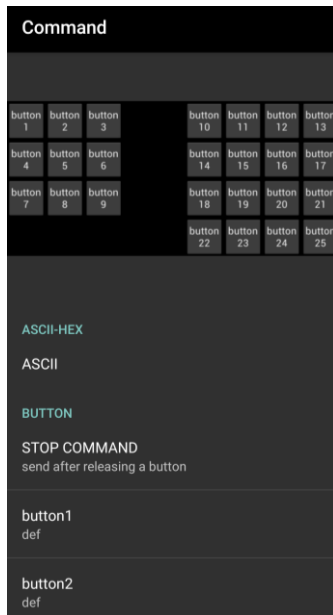 Command
button 1 button 2 button 3 button 10 button 11 button 12 button 13
button 4 button 5 button 6 button 14 button 15 button 16 button 17
button 7 button 8 button 9 button 18 button 19 button 20 button 21
button 22 button 23 button 24 button 25
ASCII-HEX
ASCII
BUTTON
STOP COMMAND
send after releasing a button
button1
def
button2
def